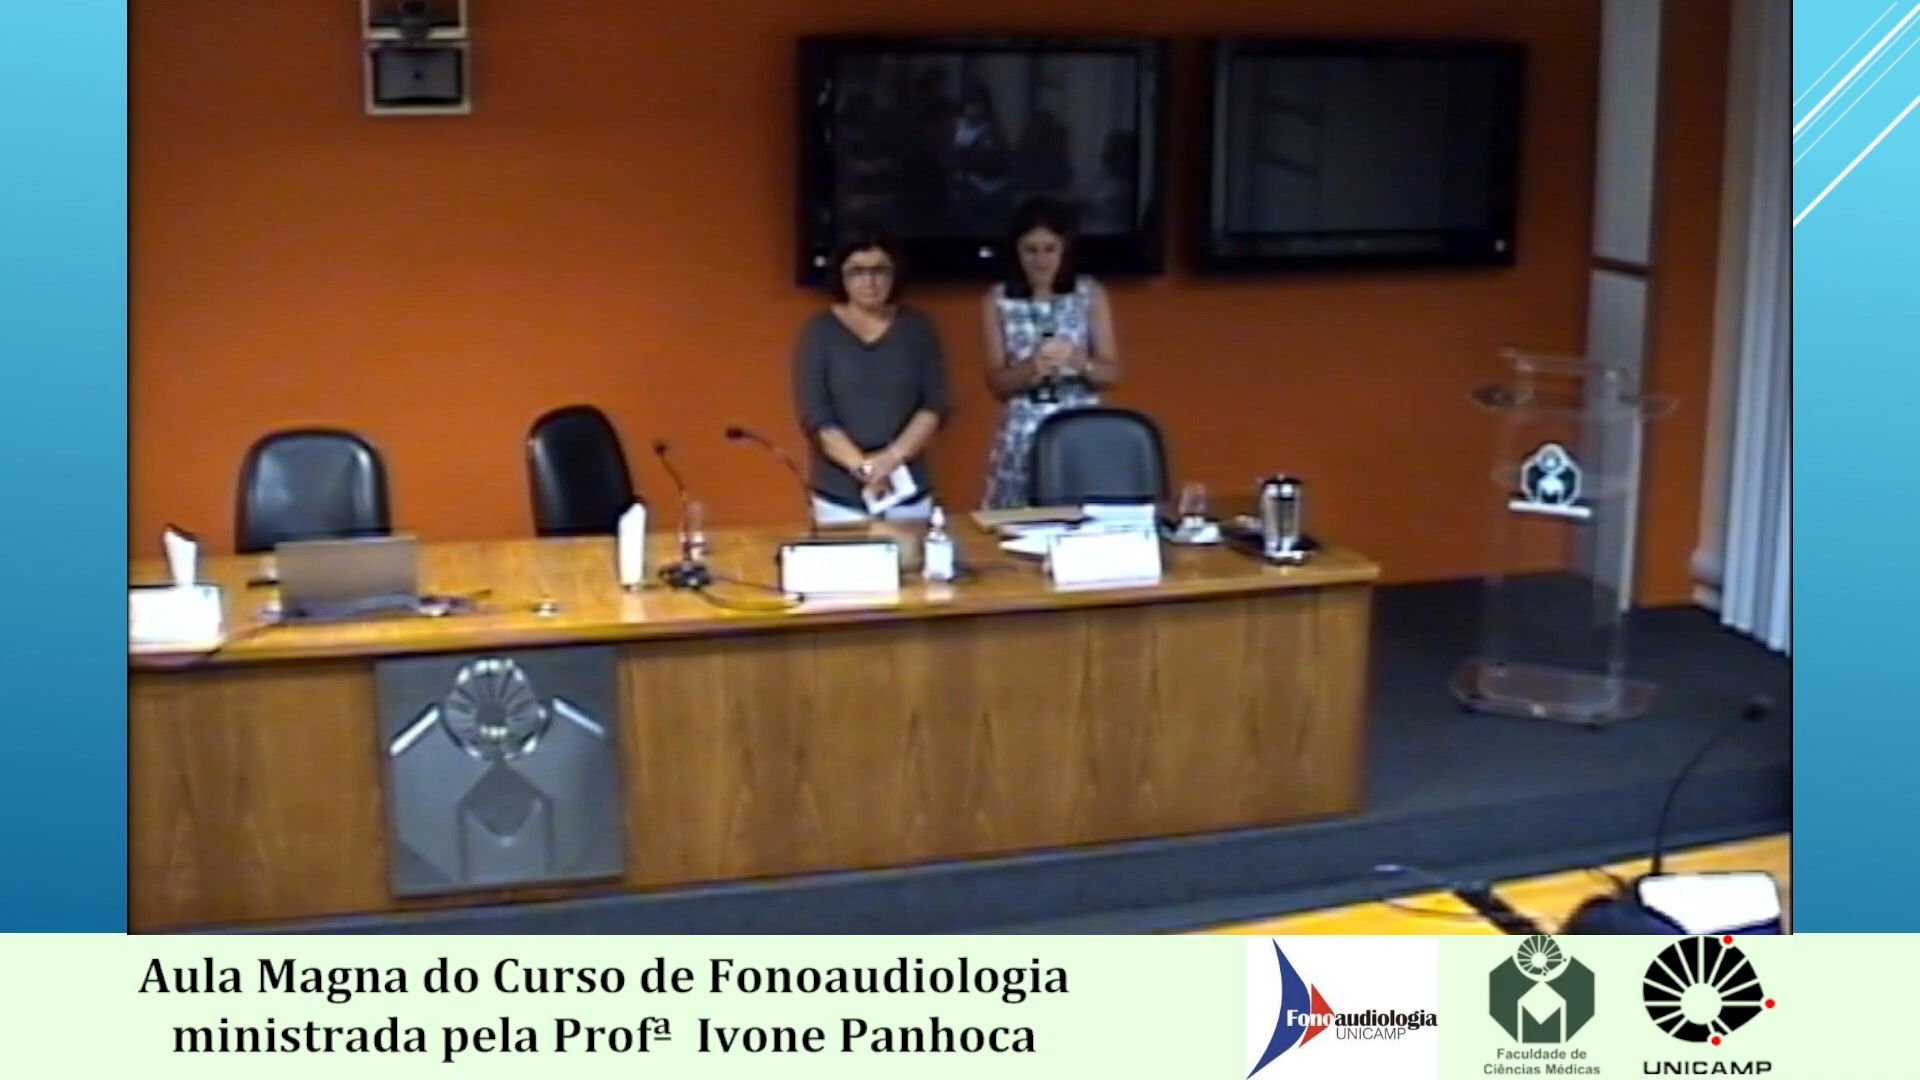 Aula Magna do Curso de Fonoaudiologia
ministrada pela Profª Ivone Panhoca
Fonoaudiologia
UNICAMP
Faculdade de
Ciências Médicas
UNICAMP